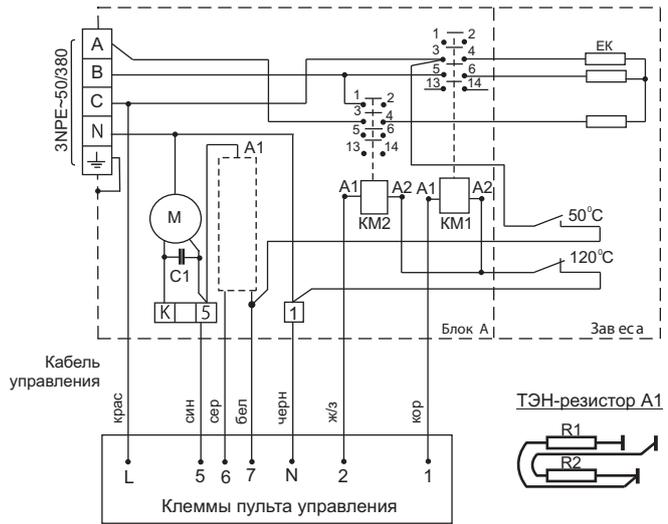 3NPE~50/380
A
B
C
N
1 2
3 4
5 6
13 14
1 2
3 4
5 6
13 14
EK
A1
M
C1
K 5
1
A1 A2
KM2
A1 A2
KM1
50°C
120°C
Блок А
Завеса
Кабель
управления
крас
син
сер
бел
черн
ж/з
кор
L 5 6 7 N 2 1
Клеммы пульта управления
ТЭН-резистор А1
R1
R2